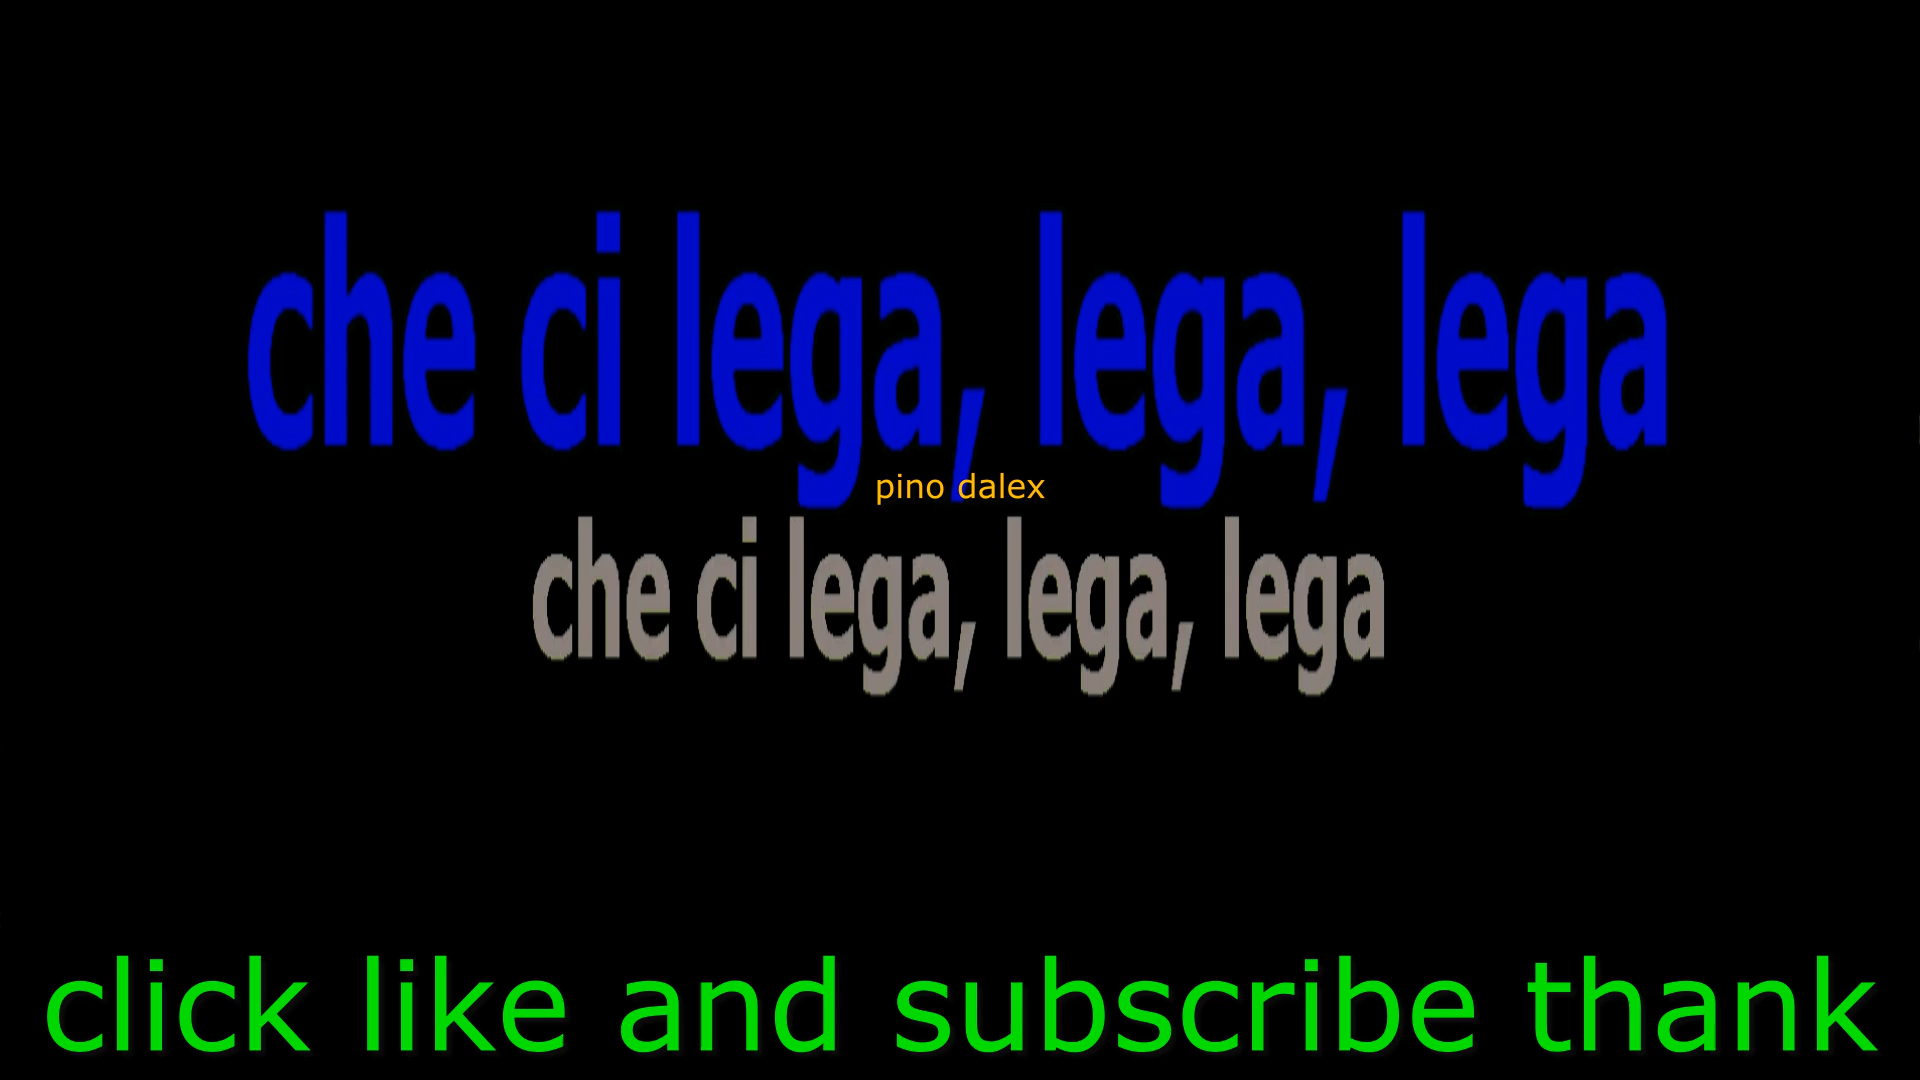 che ci lega, lega, lega
pino dalex
che ci lega, lega, lega
click like and subscribe thank